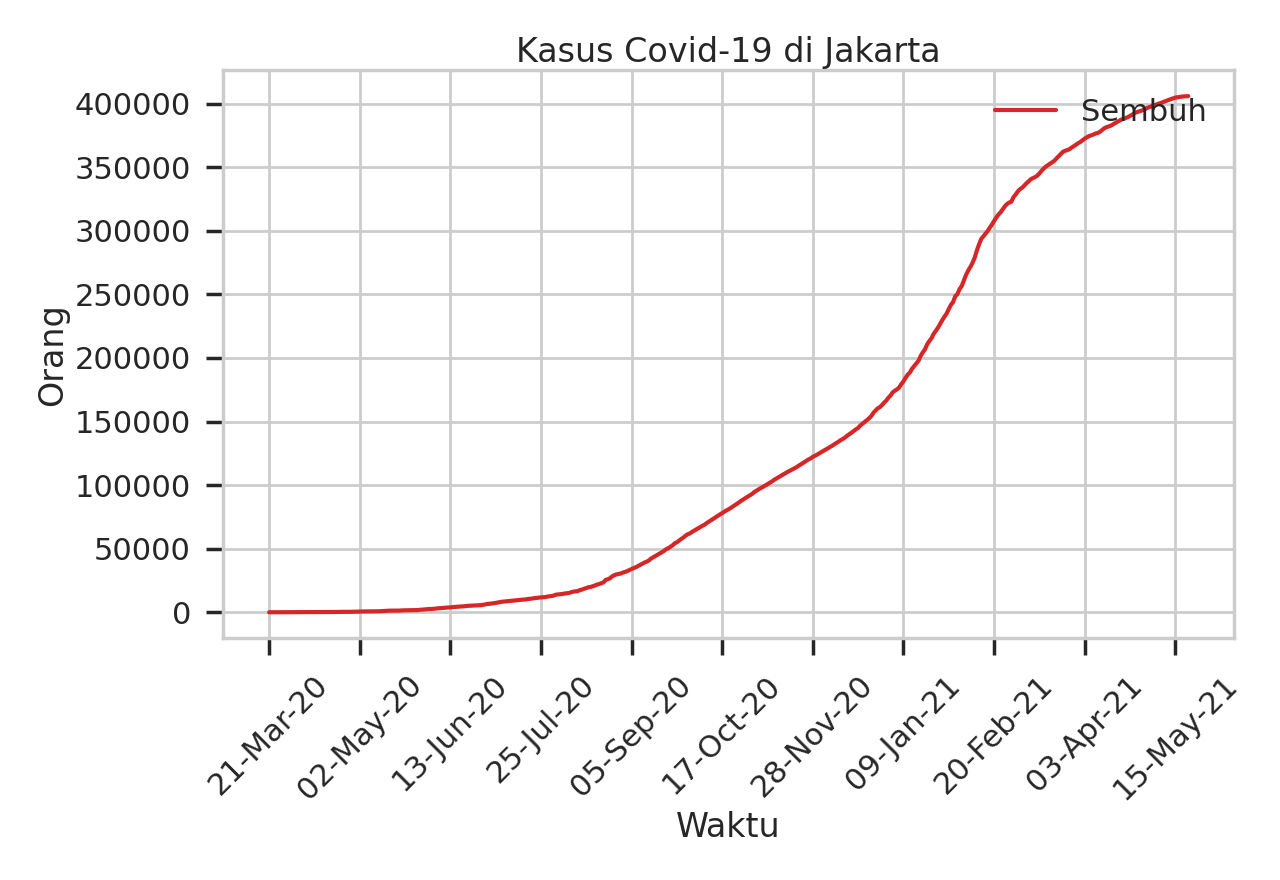 Kasus Covid-19 di Jakarta
Sembuh
Orang
400000
350000
300000
250000
200000
150000
100000
50000
0
21-Mar-20
02-May-20
13-Jun-20
25-Jul-20
05-Sep-20
17-Oct-20
28-Nov-20
09-Jan-21
20-Feb-21
03-Apr-21
15-May-21
Waktu